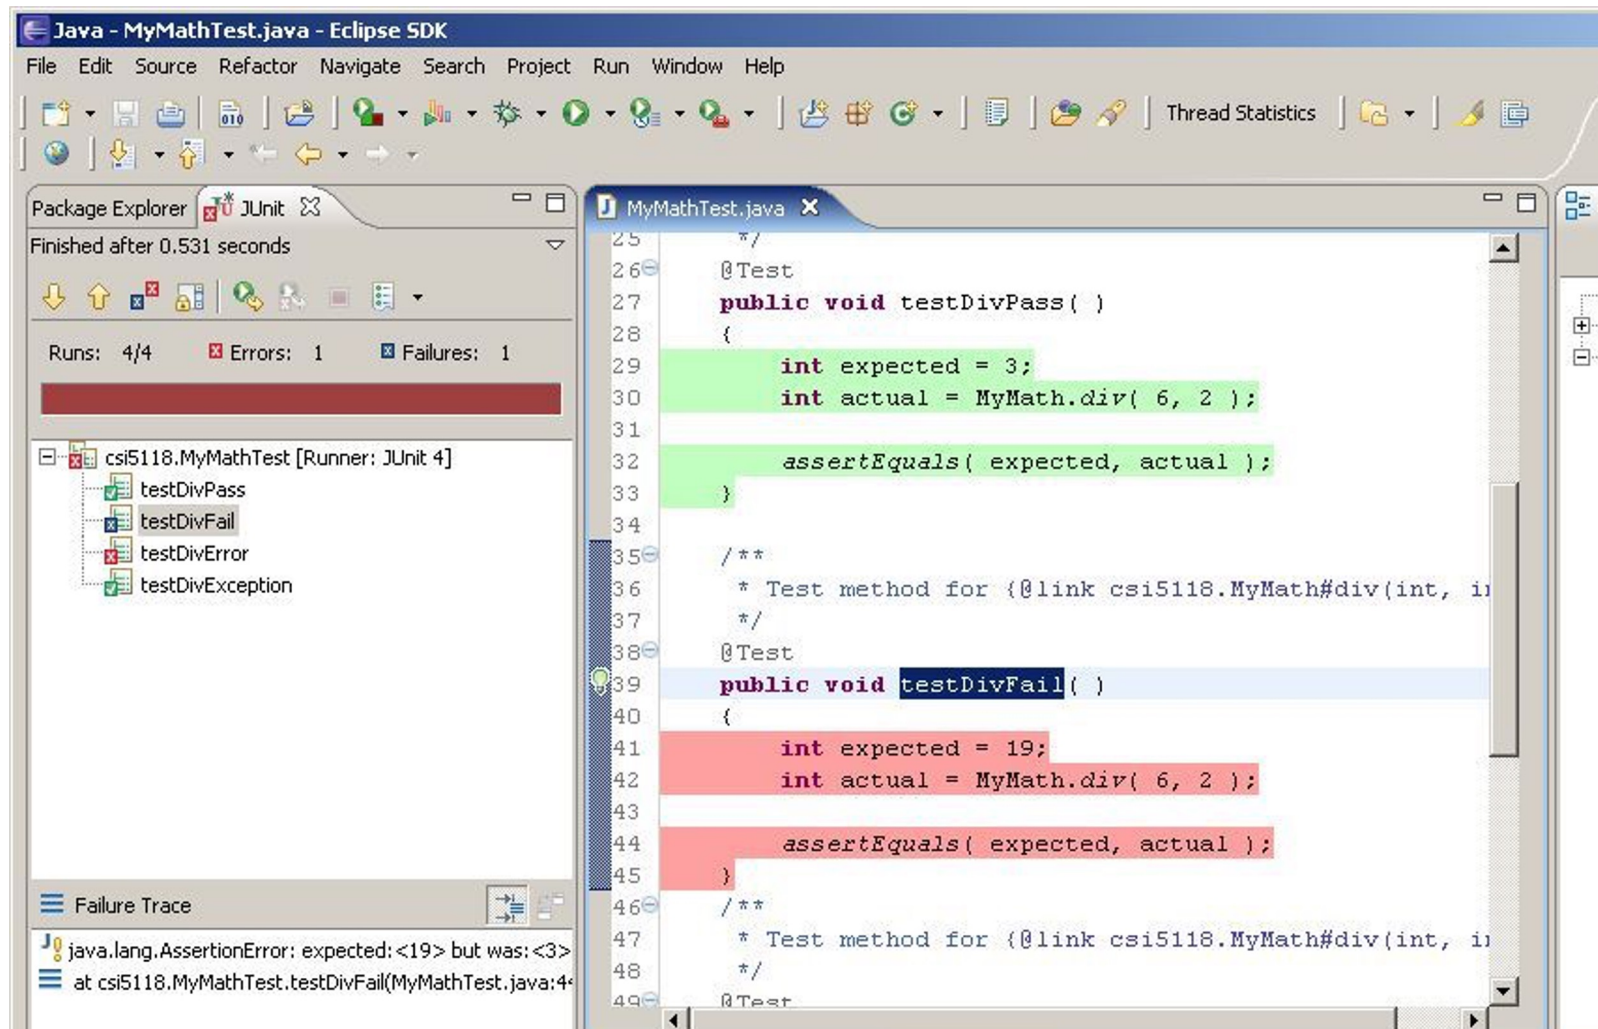 Java - MyMathTest.java - Eclipse SDK
File Edit Source Refactor Navigate Search Project Run Window Help
010
Thread Statistics
Package Explorer JUnit
Finished after 0.531 seconds
Runs: 4/4 Errors: 1 Failures: 1
csi5118.MyMathTest [Runner: JUnit 4]
testDivPass
testDivFail
testDivError
testDivException
Failure Trace
java.lang.AssertionError: expected:<19> but was:<3>
at csi5118.MyMathTest.testDivFail(MyMathTest.java:44
MyMathTest.java
25 */
26 @Test
27 public void testDivPass( )
28 {
29 int expected = 3;
30 int actual = MyMath.div( 6, 2 );
31
32 assertEquals( expected, actual );
33 }
34
35 /**
36 * Test method for {@link csi5118.MyMath#div(int, in
37 */
38 @Test
39 public void testDivFail( )
40 {
41 int expected = 19;
42 int actual = MyMath.div( 6, 2 );
43
44 assertEquals( expected, actual );
45 }
46 /**
47 * Test method for {@link csi5118.MyMath#div(int, in
48 */
49 @Test